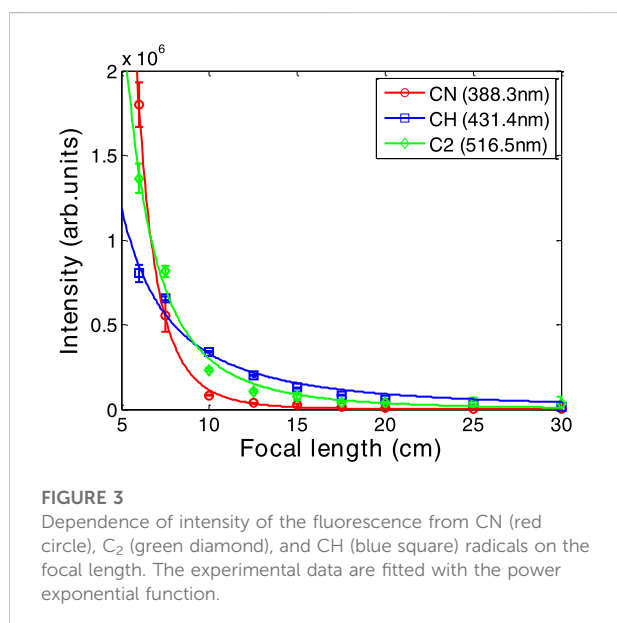 × 10⁶
2
1.5
1
0.5
0
5 10 15 20 25 30
Intensity (arb.units)
Focal length (cm)
CN (388.3nm)
CH (431.4nm)
C2 (516.5nm)
FIGURE 3
Dependence of intensity of the fluorescence from CN (red
circle), C₂ (green diamond), and CH (blue square) radicals on the
focal length. The experimental data are fitted with the power
exponential function.